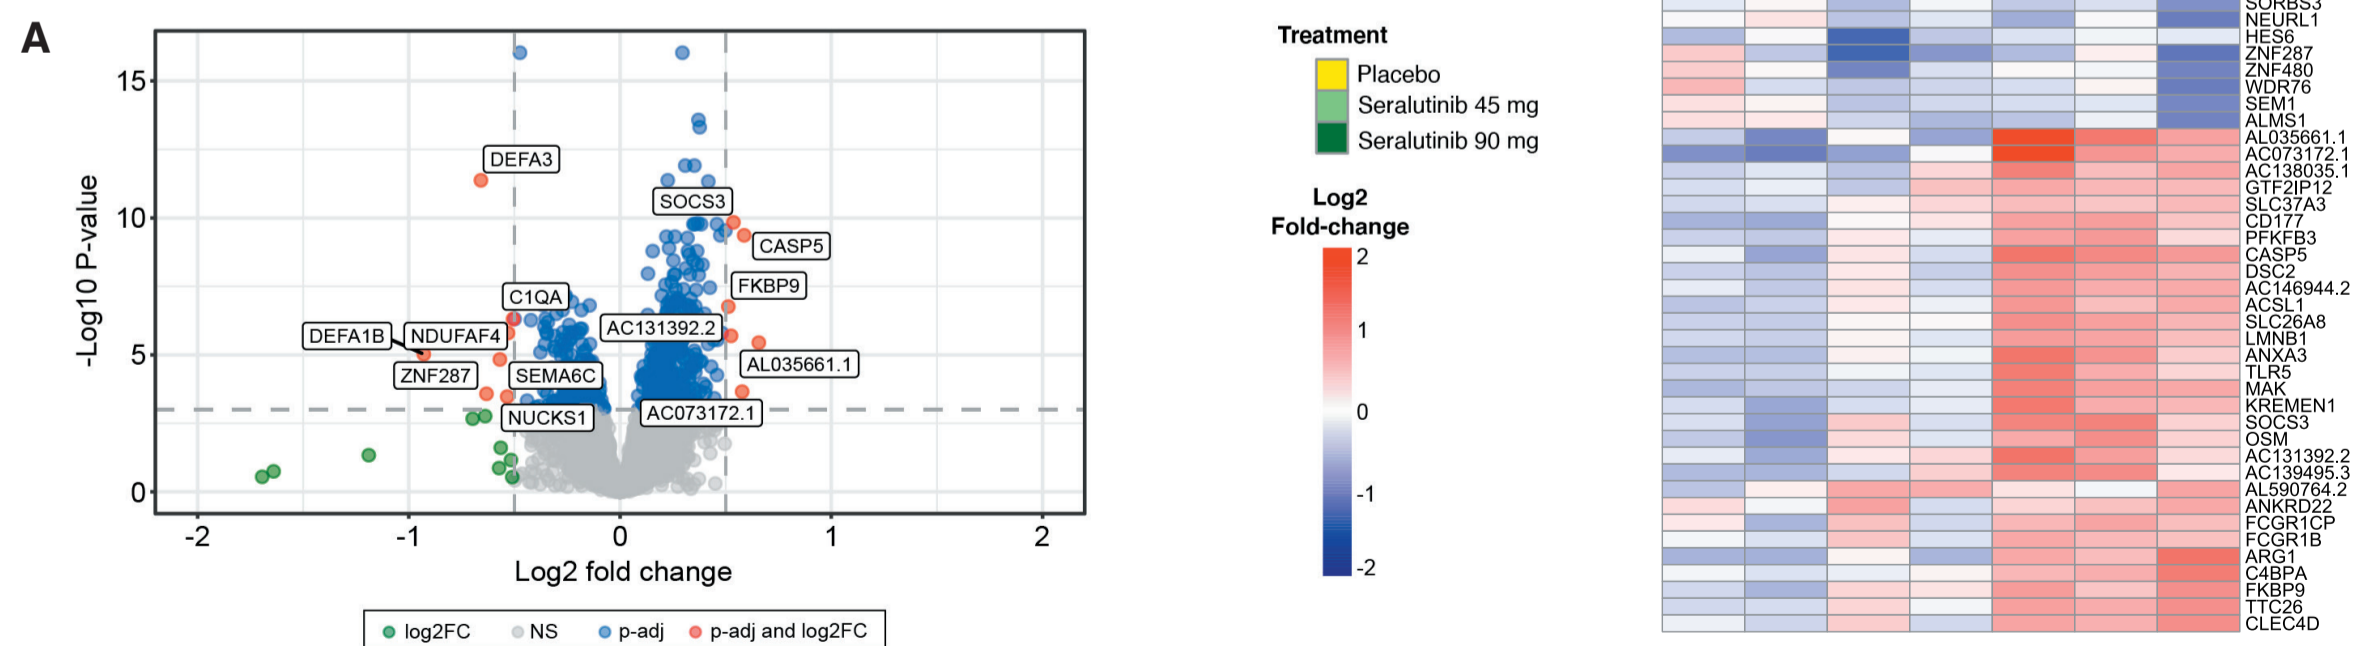 A
-Log10 P-value
15
10
5
0
DEFA3
SOCS3
CASP5
FKBP9
C1QA
AC131392.2
DEFA1B
NDUFAF4
AL035661.1
ZNF287
SEMA6C
NUCKS1
AC073172.1
-2
-1
0
1
2
Log2 fold change
log2FC
NS
p-adj
p-adj and log2FC
Treatment
Placebo
Seralutinib 45 mg
Seralutinib 90 mg
Log2
Fold-change
2
1
0
-1
-2
SORBS3
NEURL1
HES6
ZNF287
ZNF480
WDR76
SEM1
ALMS1
AL035661.1
AC073172.1
AC138035.1
GTF2IP12
SLC37A3
CD177
PFKFB3
CASP5
DSC2
AC146944.2
ACSL1
SLC26A8
LMNB1
ANXA3
TLR5
MAK
KREMEN1
SOCS3
OSM
AC131392.2
AC139495.3
AL590764.2
ANKRD22
FCGR1CP
FCGR1B
ARG1
C4BPA
FKBP9
TTC26
CLEC4D